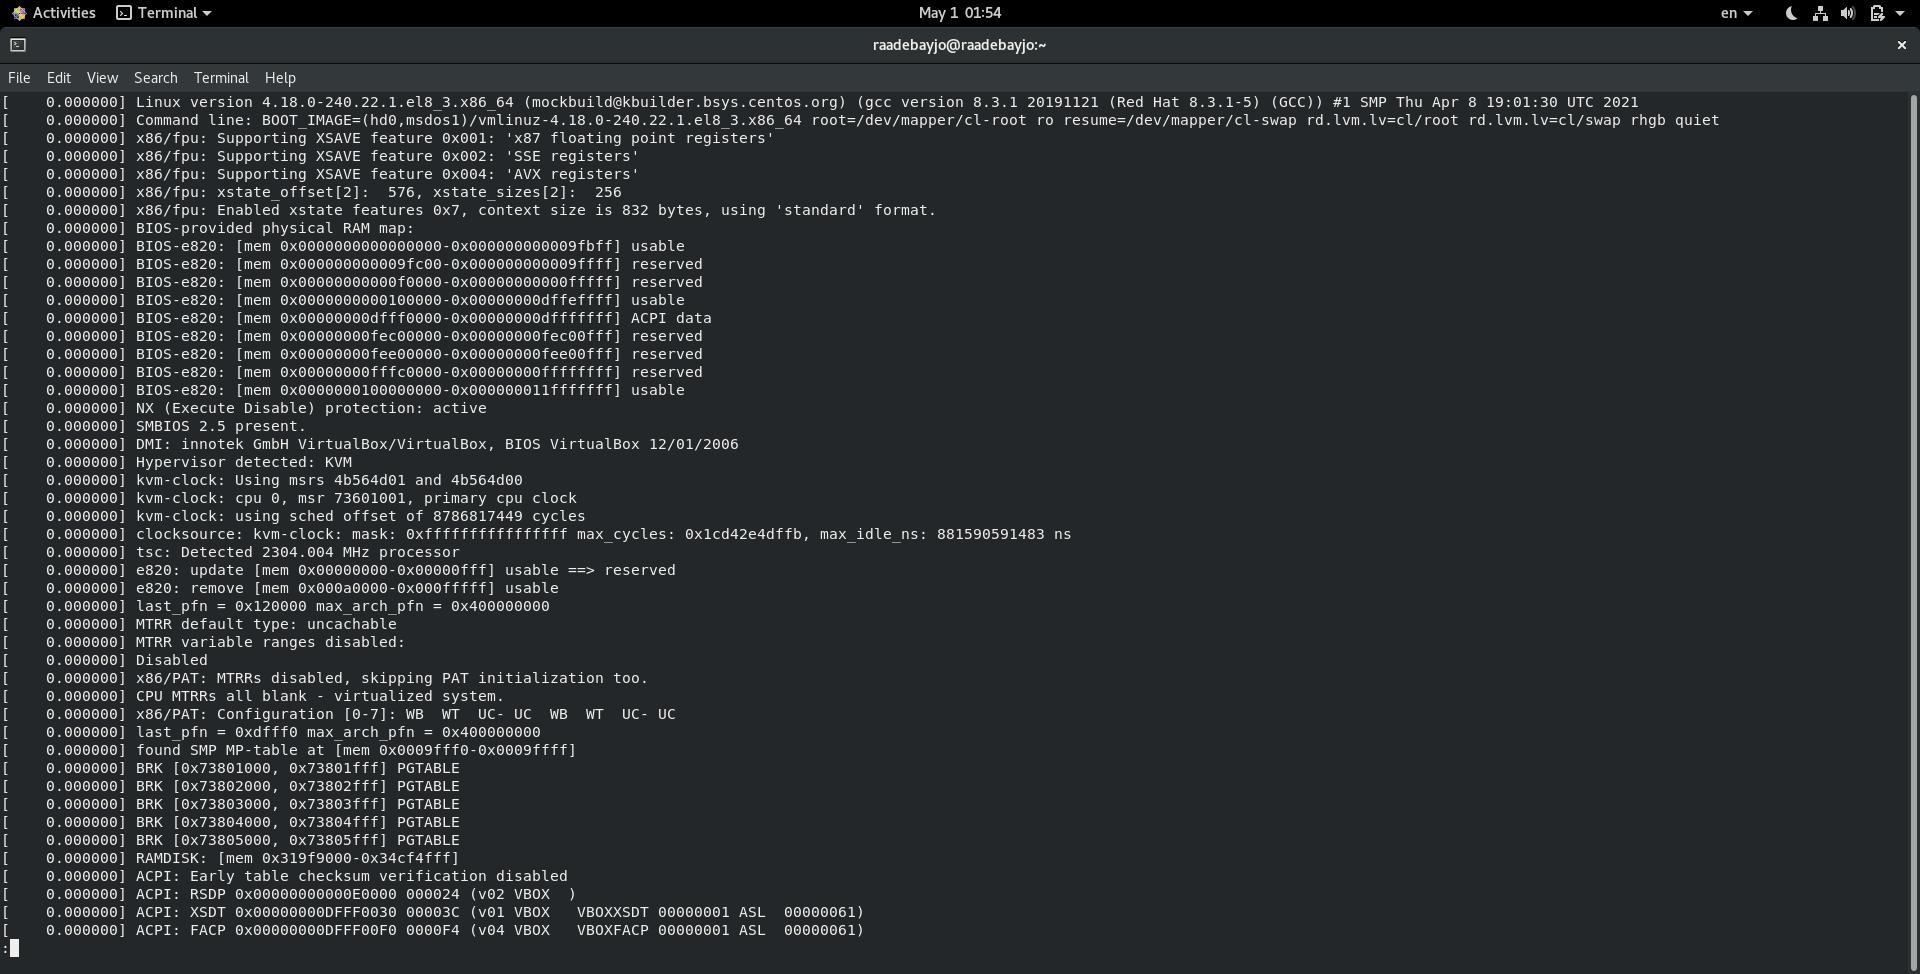 Activities Terminal May 1 01:54 en
raadebayjo@raadebayjo:~
File Edit View Search Terminal Help
[    0.000000] Linux version 4.18.0-240.22.1.el8_3.x86_64 (mockbuild@kbuilder.bsys.centos.org) (gcc version 8.3.1 20191121 (Red Hat 8.3.1-5) (GCC)) #1 SMP Thu Apr 8 19:01:30 UTC 2021
[    0.000000] Command line: BOOT_IMAGE=(hd0,msdos1)/vmlinuz-4.18.0-240.22.1.el8_3.x86_64 root=/dev/mapper/cl-root ro resume=/dev/mapper/cl-swap rd.lvm.lv=cl/root rd.lvm.lv=cl/swap rhgb quiet
[    0.000000] x86/fpu: Supporting XSAVE feature 0x001: 'x87 floating point registers'
[    0.000000] x86/fpu: Supporting XSAVE feature 0x002: 'SSE registers'
[    0.000000] x86/fpu: Supporting XSAVE feature 0x004: 'AVX registers'
[    0.000000] x86/fpu: xstate_offset[2]:  576, xstate_sizes[2]:  256
[    0.000000] x86/fpu: Enabled xstate features 0x7, context size is 832 bytes, using 'standard' format.
[    0.000000] BIOS-provided physical RAM map:
[    0.000000] BIOS-e820: [mem 0x0000000000000000-0x000000000009fbff] usable
[    0.000000] BIOS-e820: [mem 0x000000000009fc00-0x000000000009ffff] reserved
[    0.000000] BIOS-e820: [mem 0x00000000000f0000-0x00000000000fffff] reserved
[    0.000000] BIOS-e820: [mem 0x0000000000100000-0x00000000dffeffff] usable
[    0.000000] BIOS-e820: [mem 0x00000000dfff0000-0x00000000dfffffff] ACPI data
[    0.000000] BIOS-e820: [mem 0x00000000fec00000-0x00000000fec00fff] reserved
[    0.000000] BIOS-e820: [mem 0x00000000fee00000-0x00000000fee00fff] reserved
[    0.000000] BIOS-e820: [mem 0x00000000fffc0000-0x00000000ffffffff] reserved
[    0.000000] BIOS-e820: [mem 0x0000000100000000-0x000000011fffffff] usable
[    0.000000] NX (Execute Disable) protection: active
[    0.000000] SMBIOS 2.5 present.
[    0.000000] DMI: innotek GmbH VirtualBox/VirtualBox, BIOS VirtualBox 12/01/2006
[    0.000000] Hypervisor detected: KVM
[    0.000000] kvm-clock: Using msrs 4b564d01 and 4b564d00
[    0.000000] kvm-clock: cpu 0, msr 73601001, primary cpu clock
[    0.000000] kvm-clock: using sched offset of 8786817449 cycles
[    0.000000] clocksource: kvm-clock: mask: 0xffffffffffffffff max_cycles: 0x1cd42e4dffb, max_idle_ns: 881590591483 ns
[    0.000000] tsc: Detected 2304.004 MHz processor
[    0.000000] e820: update [mem 0x00000000-0x00000fff] usable ==> reserved
[    0.000000] e820: remove [mem 0x000a0000-0x000fffff] usable
[    0.000000] last_pfn = 0x120000 max_arch_pfn = 0x400000000
[    0.000000] MTRR default type: uncachable
[    0.000000] MTRR variable ranges disabled:
[    0.000000] Disabled
[    0.000000] x86/PAT: MTRRs disabled, skipping PAT initialization too.
[    0.000000] CPU MTRRs all blank - virtualized system.
[    0.000000] x86/PAT: Configuration [0-7]: WB  WT  UC- UC  WB  WT  UC- UC
[    0.000000] last_pfn = 0xdfff0 max_arch_pfn = 0x400000000
[    0.000000] found SMP MP-table at [mem 0x0009fff0-0x0009ffff]
[    0.000000] BRK [0x73801000, 0x73801fff] PGTABLE
[    0.000000] BRK [0x73802000, 0x73802fff] PGTABLE
[    0.000000] BRK [0x73803000, 0x73803fff] PGTABLE
[    0.000000] BRK [0x73804000, 0x73804fff] PGTABLE
[    0.000000] BRK [0x73805000, 0x73805fff] PGTABLE
[    0.000000] RAMDISK: [mem 0x319f9000-0x34cf4fff]
[    0.000000] ACPI: Early table checksum verification disabled
[    0.000000] ACPI: RSDP 0x00000000000E0000 000024 (v02 VBOX  )
[    0.000000] ACPI: XSDT 0x00000000DFFF0030 00003C (v01 VBOX   VBOXXSDT 00000001 ASL  00000061)
[    0.000000] ACPI: FACP 0x00000000DFFF00F0 0000F4 (v04 VBOX   VBOXFACP 00000001 ASL  00000061)
: